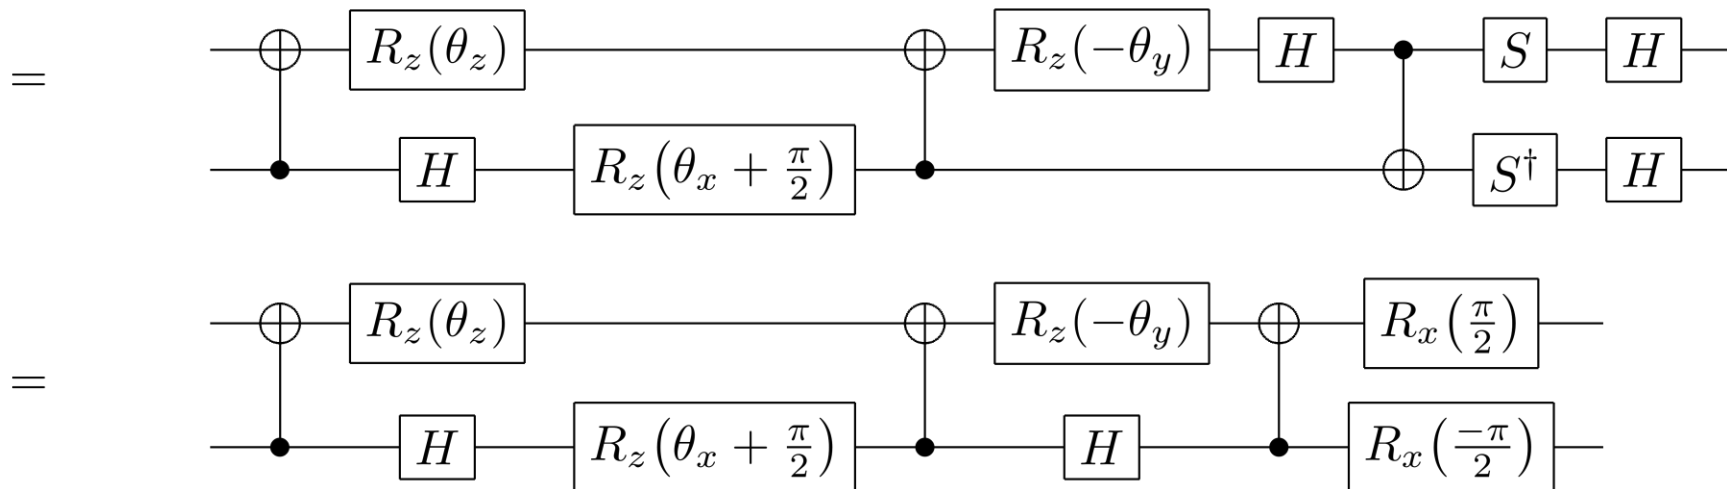 = R_z(θ_z) R_z(−θ_y) H S H
H R_z(θ_x + π/2) S† H
= R_z(θ_z) R_z(−θ_y) R_x(π/2)
H R_z(θ_x + π/2) H R_x(−π/2)